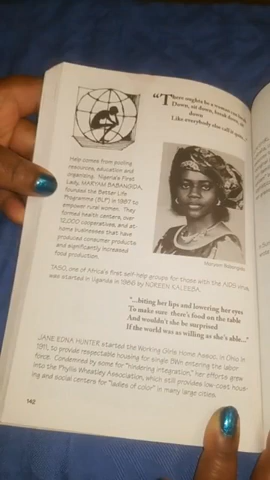 "There oughta be a woman can break
Down, sit down, break down, sit
down
Like everybody else call it quits
Help comes from pooling
resources, education and
organizing. Nigeria's First
Lady, MARYAM BABANGIDA,
founded the Better Life
Programme (BLP) in 1987 to
empower rural women. They
formed health centers, over
12,000 cooperatives, and at-
some businesses that have
produced consumer products
and significantly increased
food production.
Maryam Babangida
TASO, one of Africa's first self-help groups for those with the AIDS virus,
was started in Uganda in 1986 by NOREEN KALEEBA.
"...biting her lips and lowering her eyes
To make sure there's food on the table
And wouldn't she be surprised
If the world was as willing as she's able..."
JANE EDNA HUNTER started the Working Girls Home Assoc. in Ohio in
1911, to provide respectable housing for single BWn entering the labor
force. Condemned by some for "hindering integration," her efforts grew
into the Phyllis Wheatley Association, which still provides low-cost hous-
ing and social centers for "ladies of color" in many large cities.
142